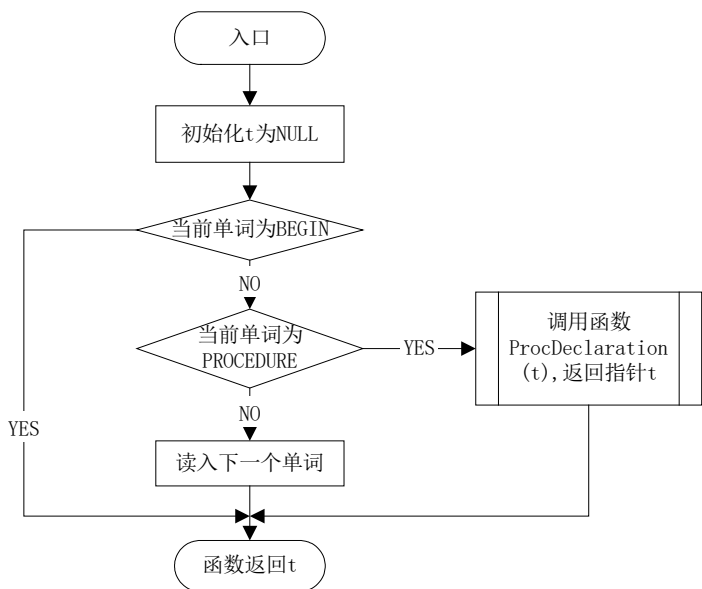 入口
初始化t为NULL
当前单词为BEGIN
NO
当前单词为
PROCEDURE
YES
调用函数
ProcDeclaration
(t),返回指针t
NO
YES
读入下一个单词
函数返回t